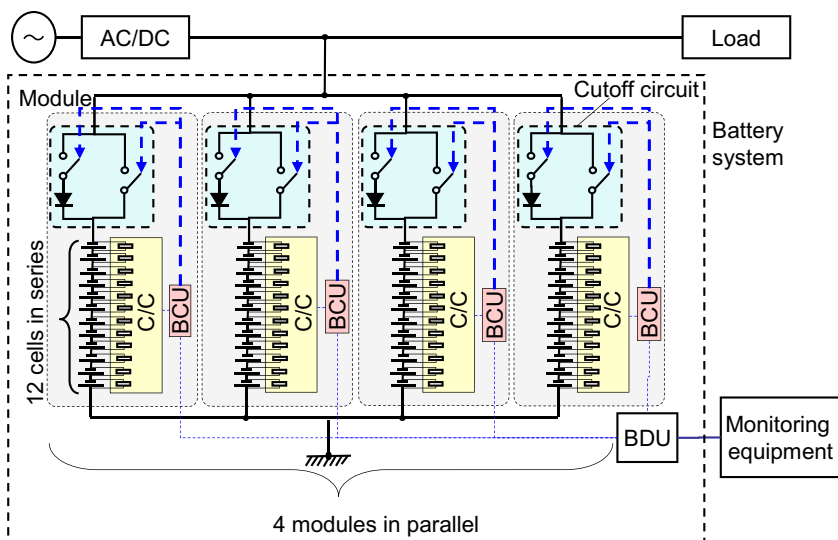 AC/DC
Load
Module
Cutoff circuit
Battery
system
12 cells in series
C/C
BCU
C/C
BCU
C/C
BCU
C/C
BCU
BDU
Monitoring
equipment
4 modules in parallel